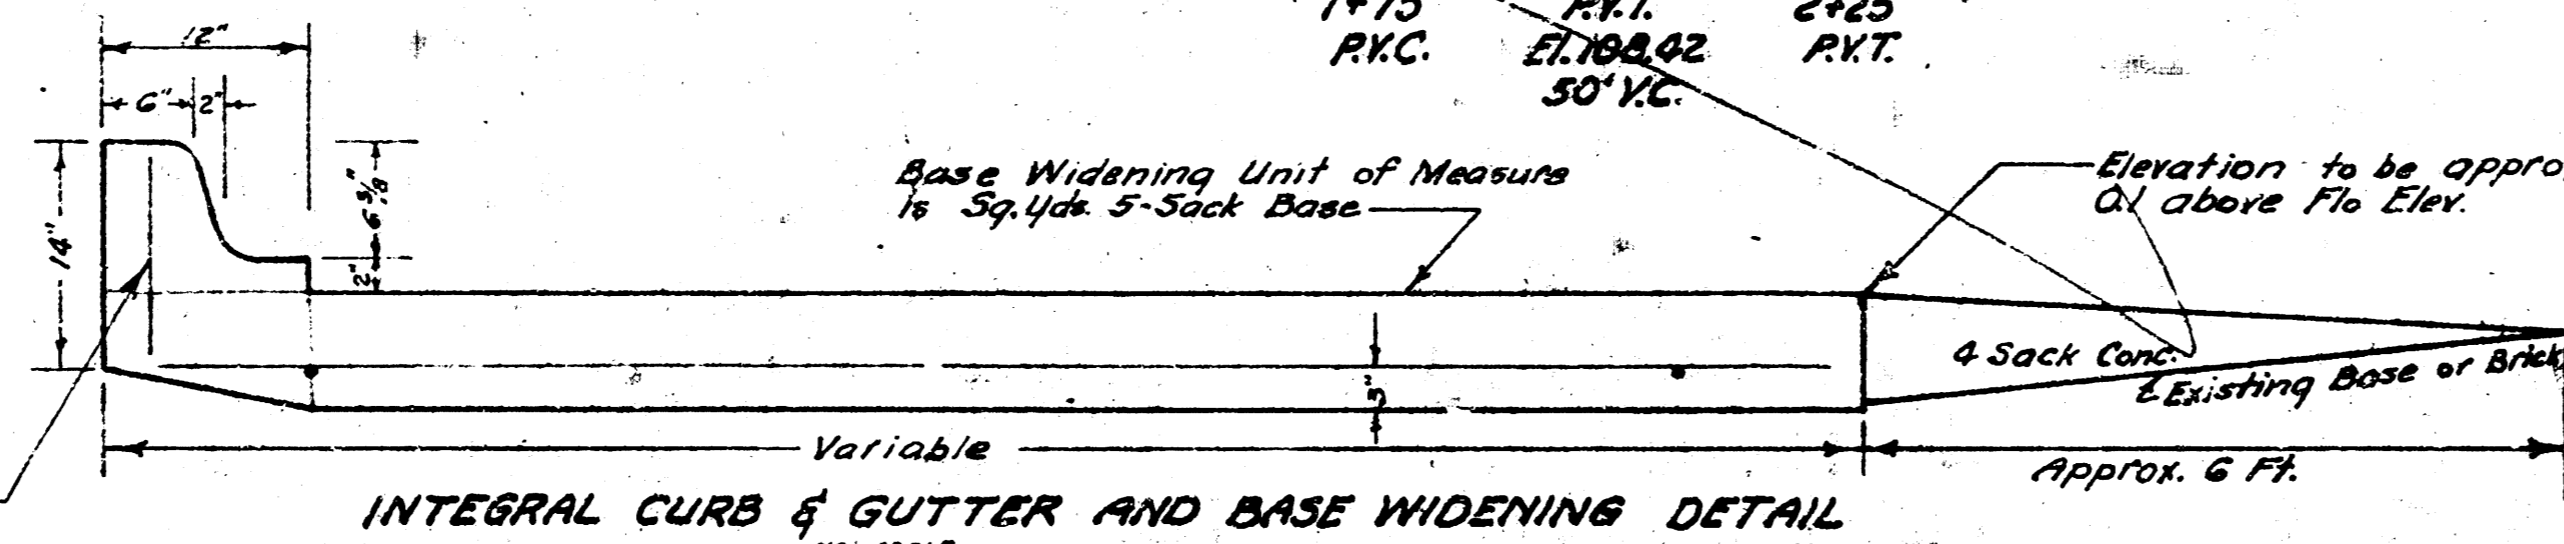 1+75 P.V.I. 2+25
P.V.C. El. 108.42 P.V.T.
50' V.C.
12"
6" 2"
14"
6 5/8"
2"
Base Widening Unit of Measure
is Sq. Yds. 5-Sack Base
Elevation to be appro
0.1 above Flo Elev.
4 Sack Conc.
Existing Base or Brick
3"
Variable
Approx. 6 Ft.
INTEGRAL CURB & GUTTER AND BASE WIDENING DETAIL